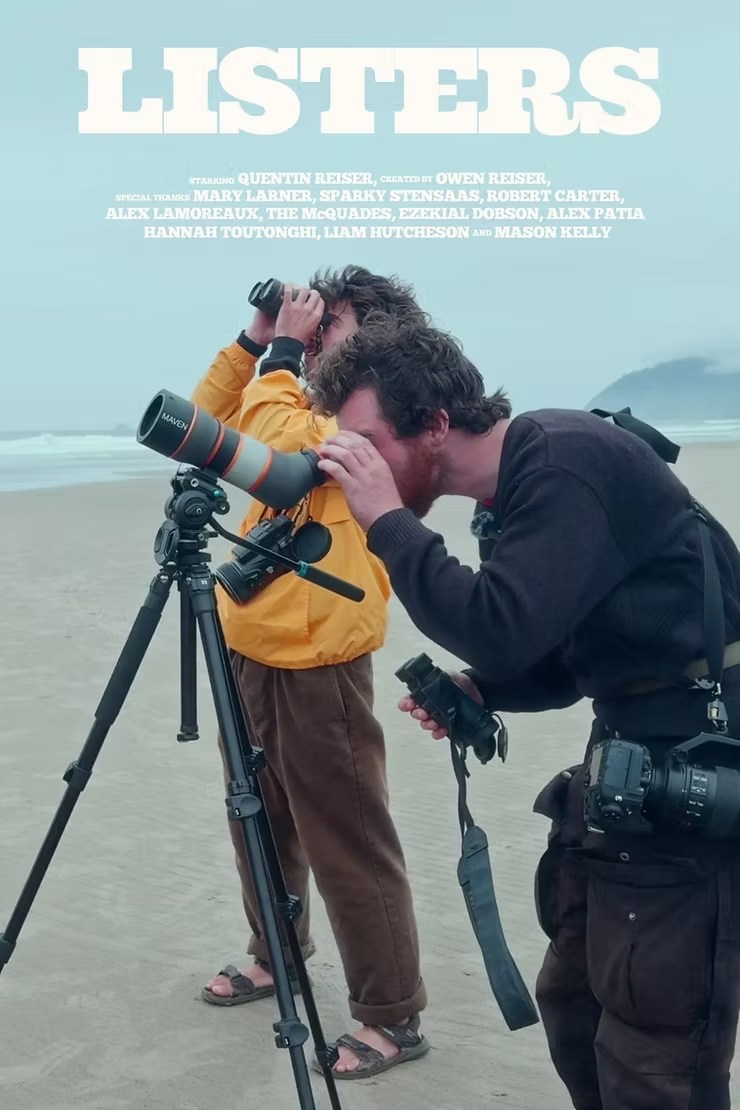 LISTERS
STARRING QUENTIN REISER, CREATED BY OWEN REISER,
SPECIAL THANKS MARY LARNER, SPARKY STENSAAS, ROBERT CARTER,
ALEX LAMOREAUX, THE McQUADES, EZEKIAL DOBSON, ALEX PATIA
HANNAH TOUTONGHI, LIAM HUTCHESON AND MASON KELLY
MAVEN